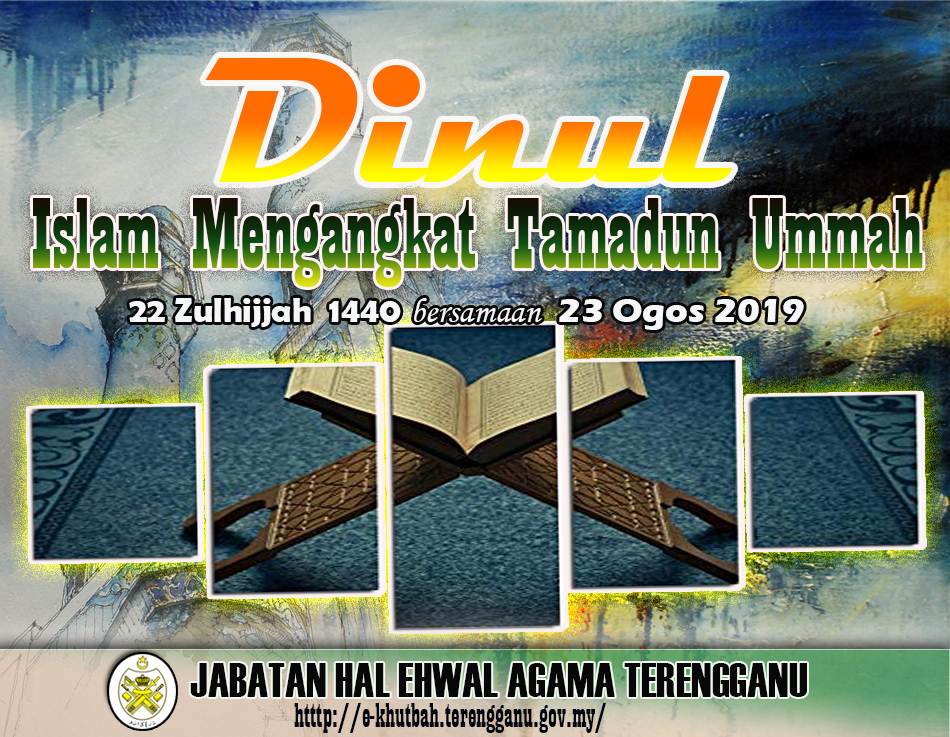 Dinul
Islam Mengangkat Tamadun Ummah
22 Zulhijjah 1440 bersamaan 23 Ogos 2019
JABATAN HAL EHWAL AGAMA TERENGGANU
htttp://e-khutbah.terengganu.gov.my/